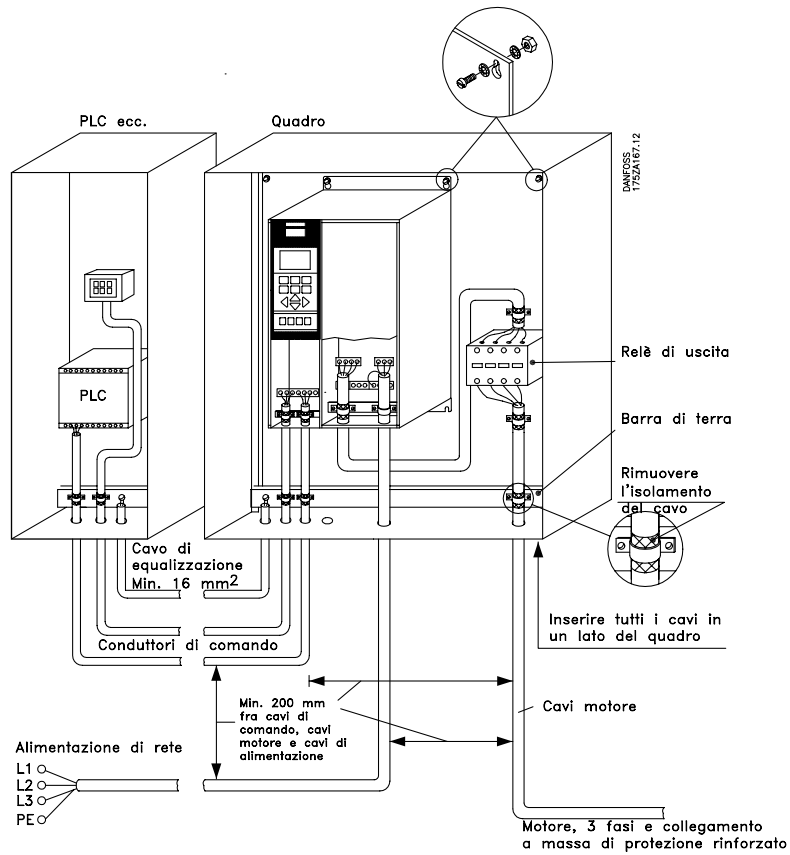 PLC ecc.
Quadro
DANFOSS
175ZA167.12
PLC
Relè di uscita
Barra di terra
Rimuovere
l'isolamento
del cavo
Cavo di
equalizzazione
Min. 16 mm2
Conduttori di comando
Inserire tutti i cavi in
un lato del quadro
Min. 200 mm
fra cavi di
comando, cavi
motore e cavi di
alimentazione
Cavi motore
Alimentazione di rete
L1
L2
L3
PE
Motore, 3 fasi e collegamento
a massa di protezione rinforzato